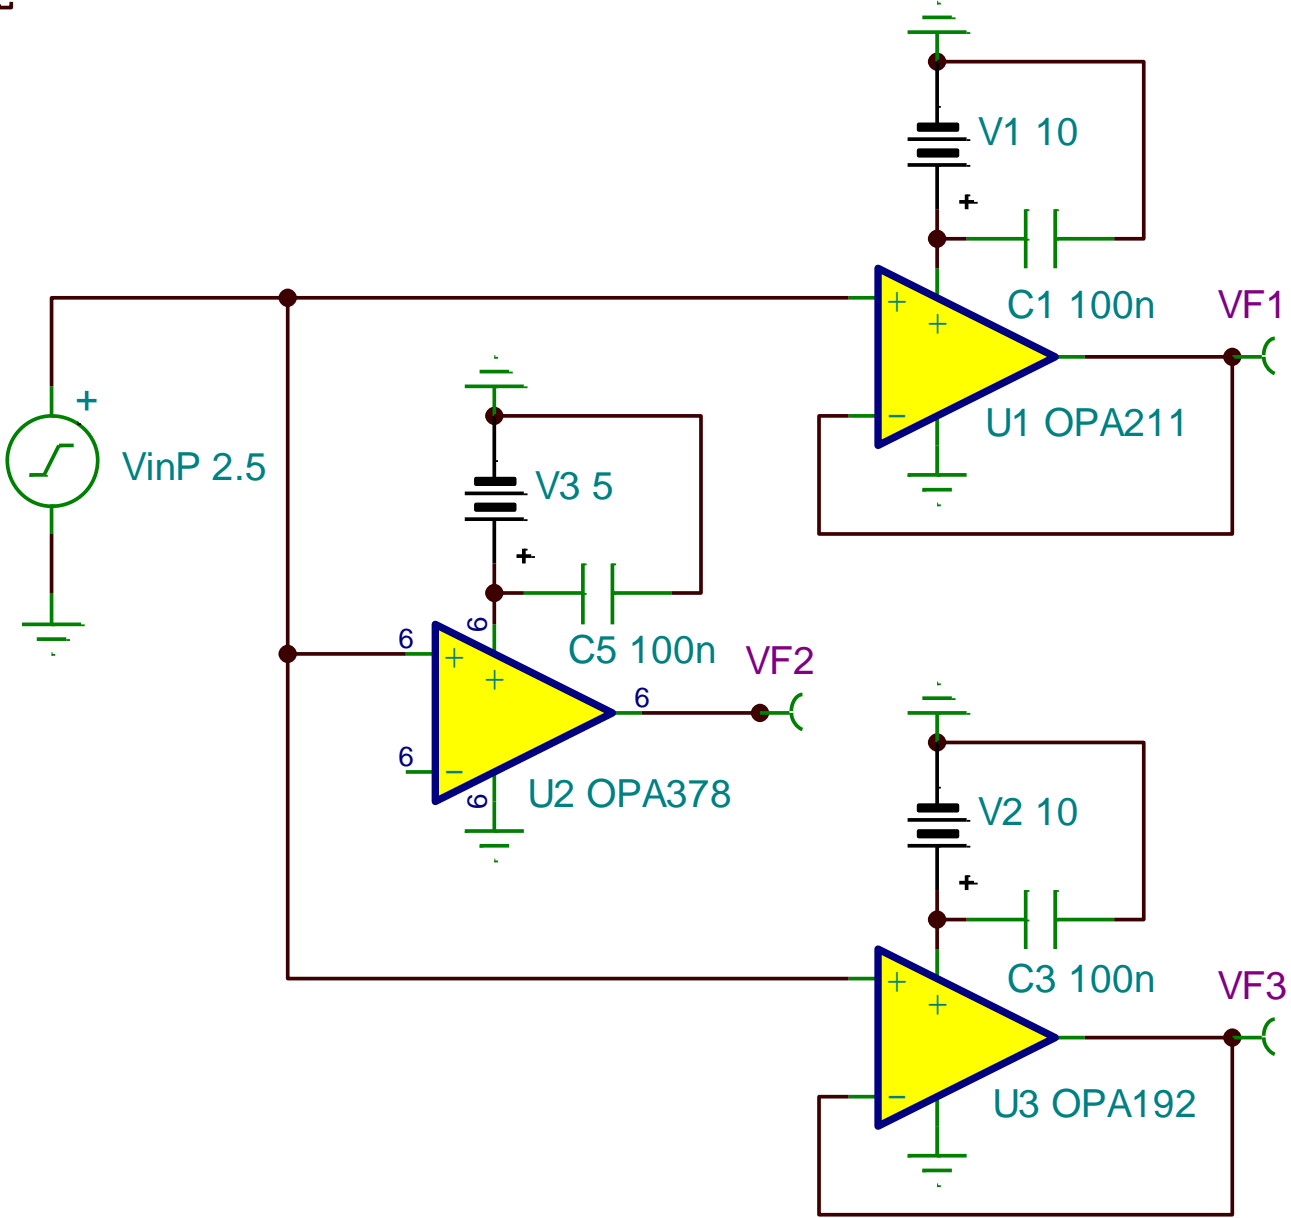 V1 10
+
C1 100n
VF1
+
+
+
−
U1 OPA211
VinP 2.5
V3 5
+
6
6
C5 100n
VF2
+
+
6
6
−
6
U2 OPA378
V2 10
+
C3 100n
VF3
+
+
−
U3 OPA192